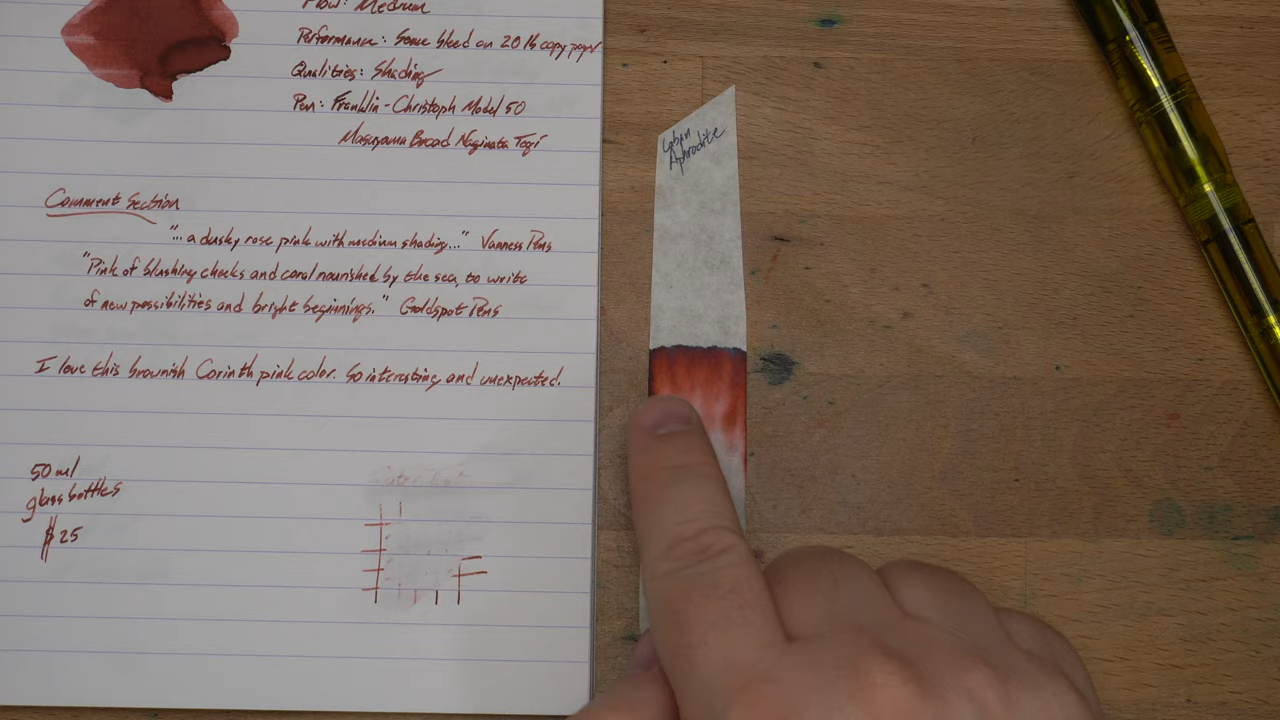 Flow: Medium
Performance: Some bleed on 20 lb copy paper
Qualities: Shading
Pen: Franklin-Christoph Model 50
Masuyama Broad Naginata Togi
Comment Section
"... a dusky rose pink with medium shading..." Vanness Pens
"Pink of blushing cheeks and coral nourished by the sea, to write
of new possibilities and bright beginnings." Goldspot Pens
I love this brownish Corinth pink color. So interesting and unexpected.
50 ml
glass bottles
$25
Laban
Aphrodite